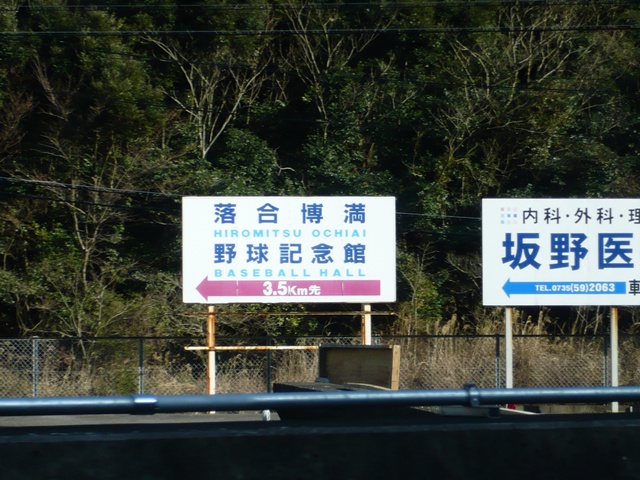 落合博満
HIROMITSU OCHIAI
野球記念館
BASEBALL HALL
3.5Km先
内科・外科・理
坂野医
TEL.0735(59)2063
車